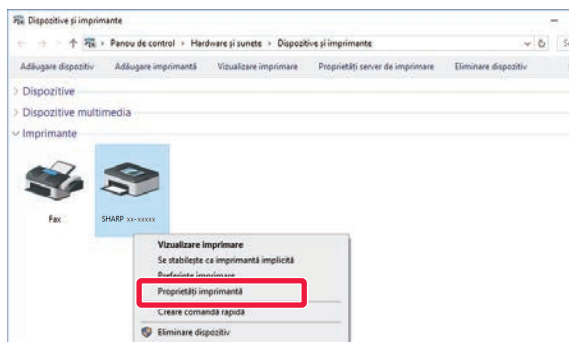 Dispozitive și imprimante
Panou de control › Hardware și sunete › Dispozitive și imprimante
Adăugare dispozitiv Adăugare imprimantă Vizualizare imprimare Proprietăți server de imprimare Eliminare dispozitiv
Dispozitive
Dispozitive multimedia
Imprimante
Fax
SHARP xx-xxxxx
Vizualizare imprimare
Se stabilește ca imprimantă implicită
Preferințe imprimare
Proprietăți imprimantă
Creare comandă rapidă
Eliminare dispozitiv